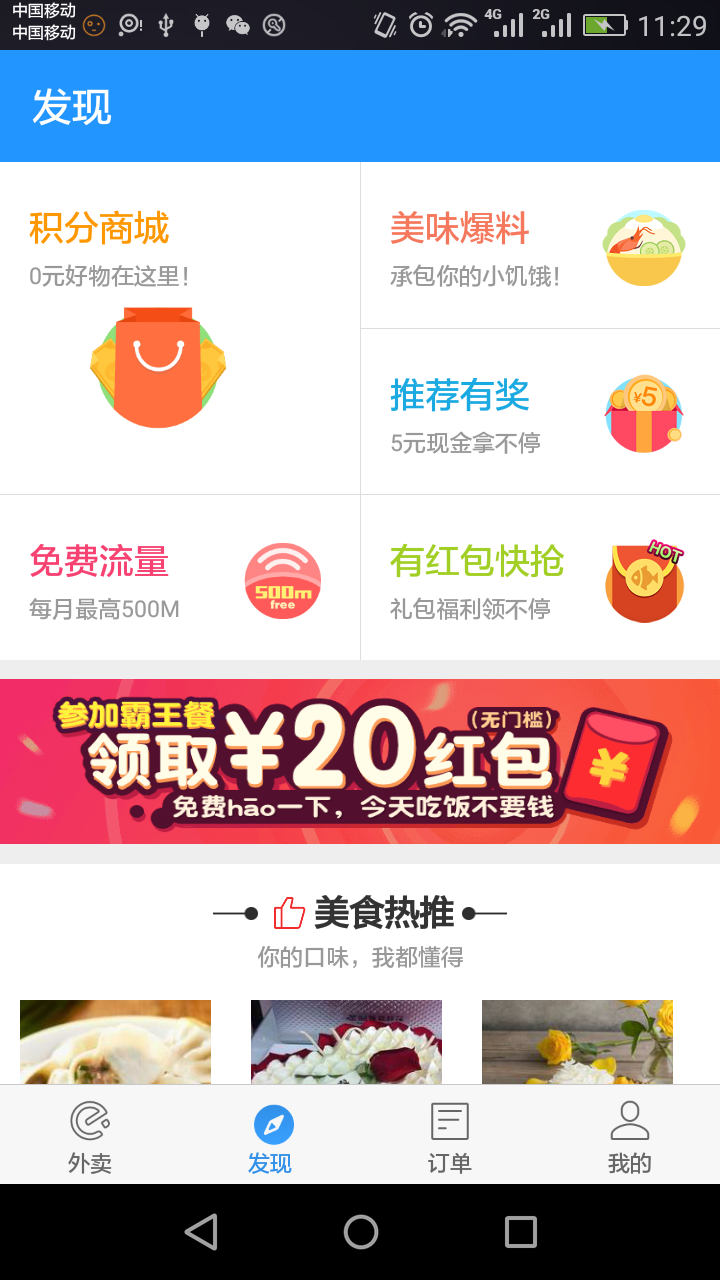 中国移动
中国移动
4G
2G
11:29
发现
积分商城
0元好物在这里！
美味爆料
承包你的小饥饿！
推荐有奖
5元现金拿不停
¥5
免费流量
每月最高500M
500m
free
有红包快抢
礼包福利领不停
HOT
参加霸王餐
（无门槛）
领取¥20红包
¥
免费hāo一下，今天吃饭不要钱
美食热推
你的口味，我都懂得
外卖
发现
订单
我的